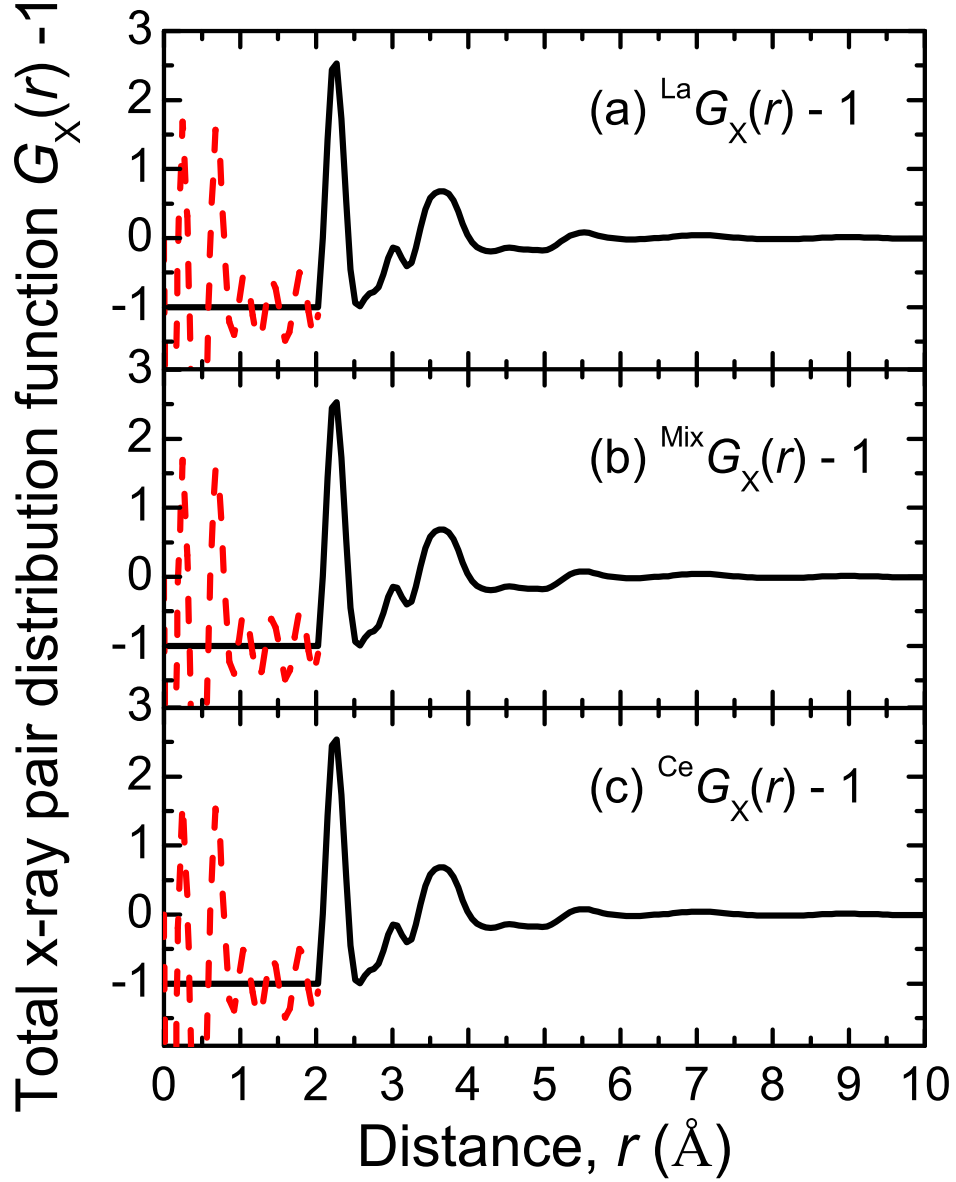 Total x-ray pair distribution function G_X(r) -1
3
2
1
0
-1
(a) ^La G_X(r) - 1
3
2
1
0
-1
(b) ^Mix G_X(r) - 1
3
2
1
0
-1
(c) ^Ce G_X(r) - 1
0 1 2 3 4 5 6 7 8 9 10
Distance, r (Å)